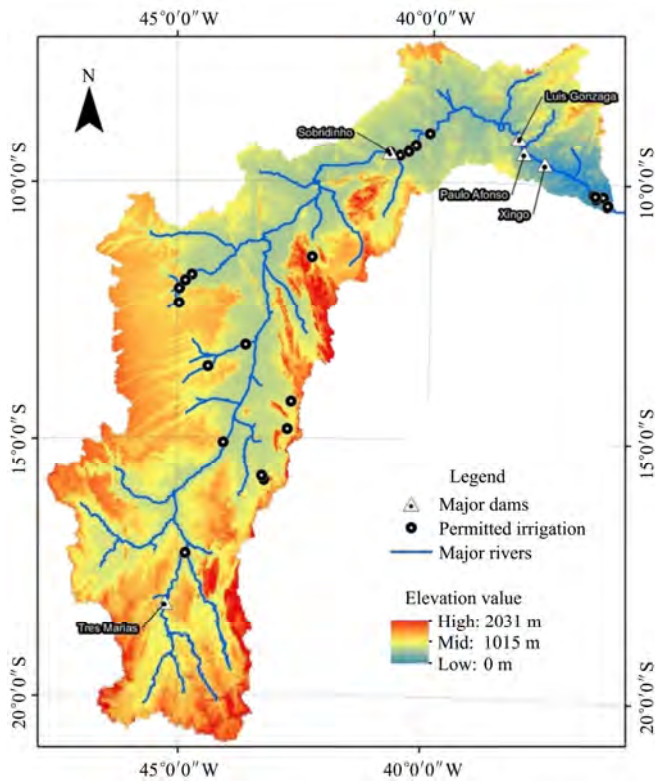 45°0′0″W
40°0′0″W
N
Luis Gonzaga
Sobridinho
10°0′0″S
10°0′0″S
Paulo Afonso
Xingo
15°0′0″S
15°0′0″S
Legend
Major dams
Permitted irrigation
Major rivers
Elevation value
High: 2031 m
Mid: 1015 m
Low: 0 m
Tres Marias
20°0′0″S
20°0′0″S
45°0′0″W
40°0′0″W